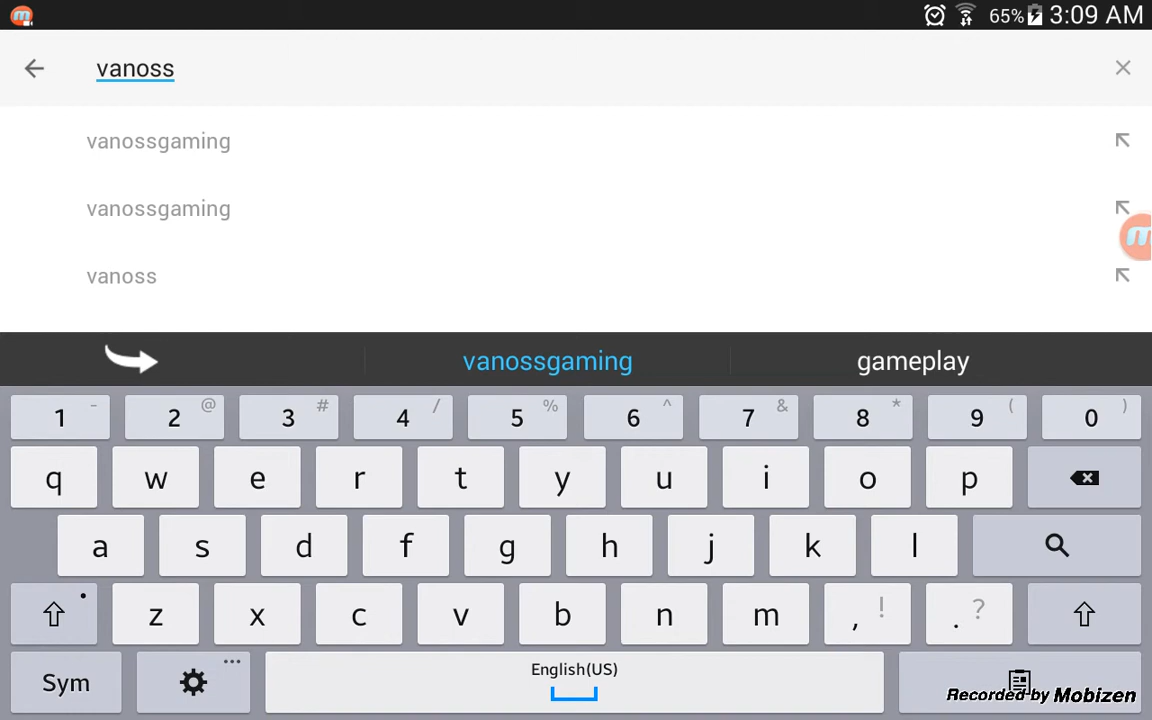 65% 3:09 AM
vanoss
vanossgaming
vanossgaming
vanoss
vanossgaming gameplay
1 - 2 @ 3 # 4 / 5 % 6 ^ 7 & 8 * 9 ( 0 )
q w e r t y u i o p
a s d f g h j k l
z x c v b n m , ! . ?
Sym ... English(US)
Recorded by Mobizen